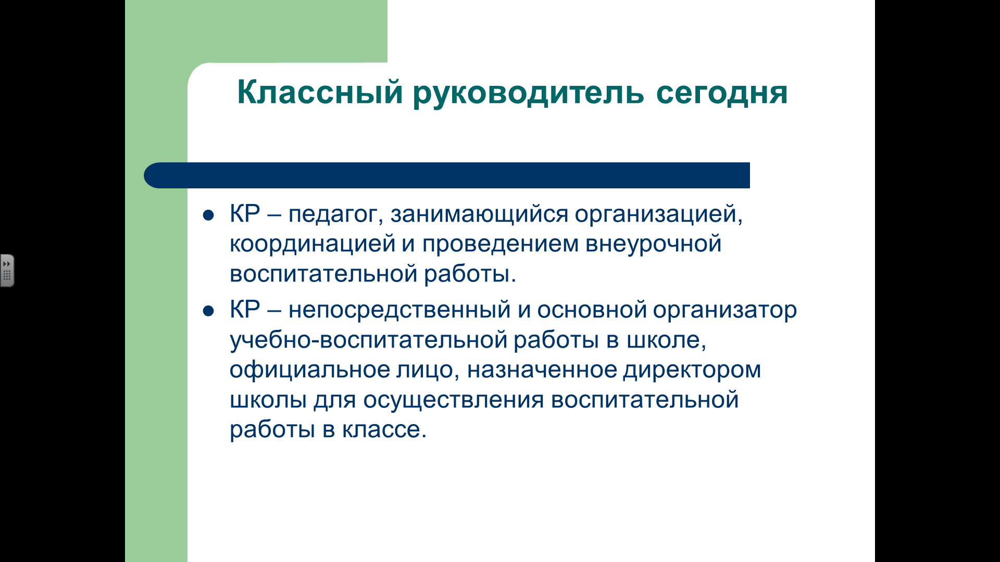 Классный руководитель сегодня
КР – педагог, занимающийся организацией,
координацией и проведением внеурочной
воспитательной работы.
КР – непосредственный и основной организатор
учебно-воспитательной работы в школе,
официальное лицо, назначенное директором
школы для осуществления воспитательной
работы в классе.